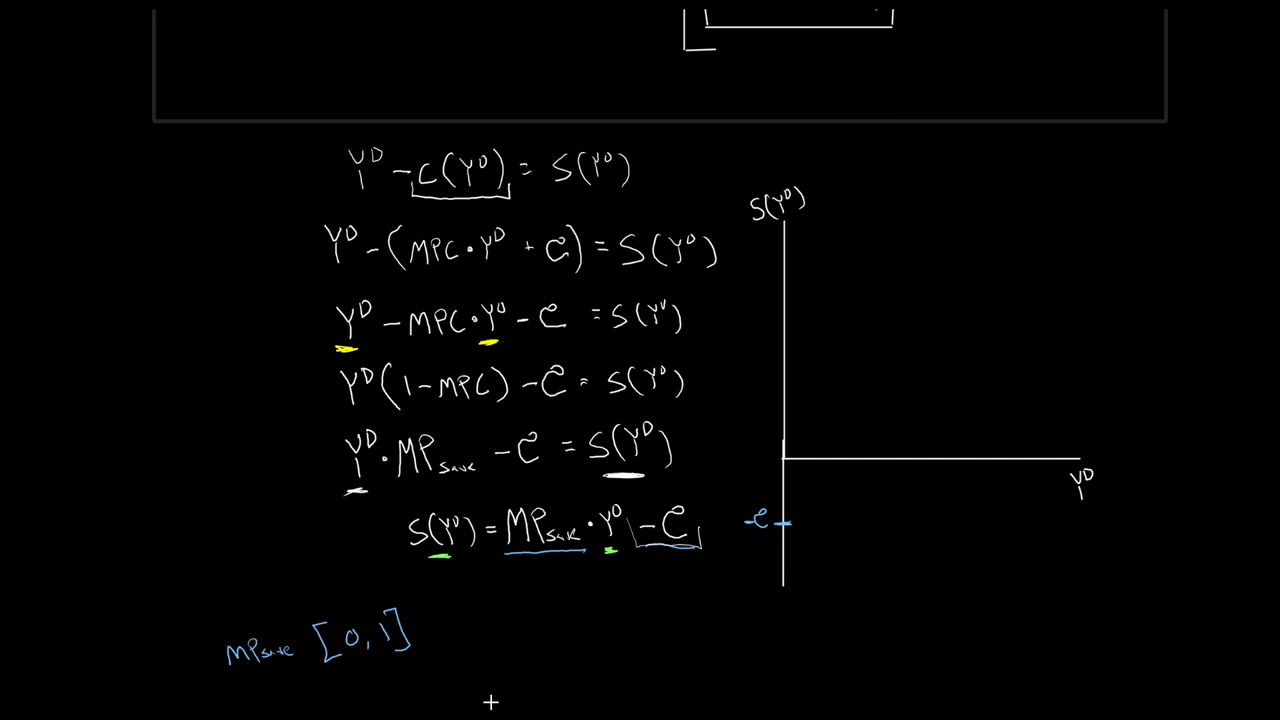 Y^D - C(Y^D) = S(Y^D)
Y^D - (MPC · Y^D + C̄) = S(Y^D)
Y^D - MPC · Y^D - C̄ = S(Y^D)
Y^D (1 - MPC) - C̄ = S(Y^D)
Y^D · MP_save - C̄ = S(Y^D)
S(Y^D) = MP_save · Y^D - C̄
MP_save [0, 1]
S(Y^D)
Y^D
-C̄